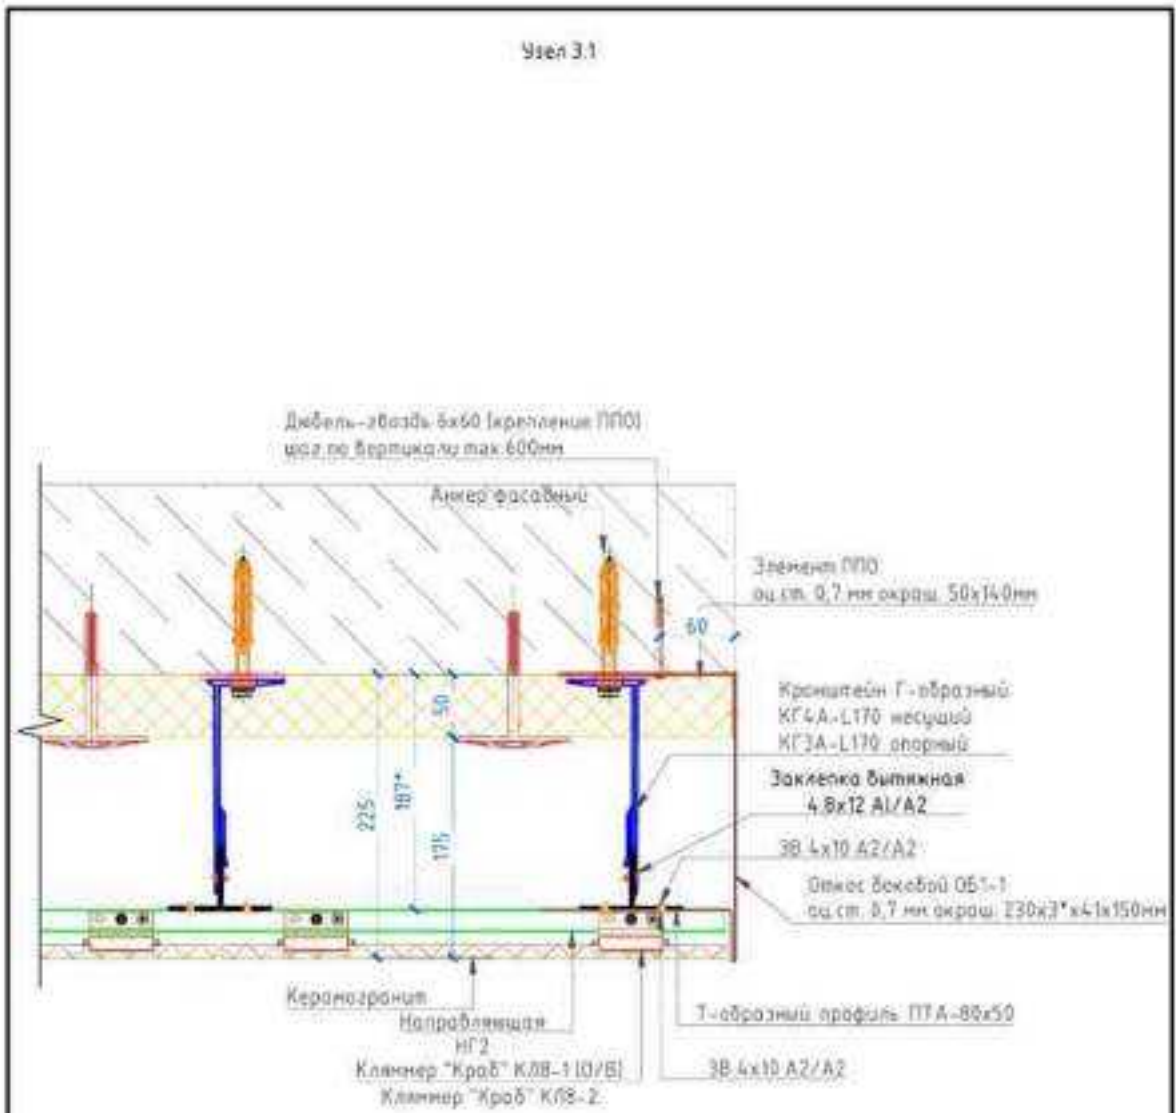 Узел 3.1
Дюбель-гвоздь 6х60 (крепление ППО)
шаг по вертикали max 600мм
Анкер фасадный
Элемент ППО
оц.ст. 0,7 мм окраш. 50х140мм
60
Кронштейн Г-образный
КГ4А-L170 несущий
КГ3А-L170 опорный
50
Заклепка вытяжная
4.8х12 Al/A2
187*
225
175
ЗВ 4х10 А2/А2
Откос боковой ОБ1-1
оц.ст. 0,7 мм окраш. 230х3*х41х150мм
Керамогранит
Направляющая
НГ2
Т-образный профиль ПТА-80х50
Кляммер "Краб" КЛ8-1 (О/Б)
ЗВ 4х10 А2/А2
Кляммер "Краб" КЛ8-2